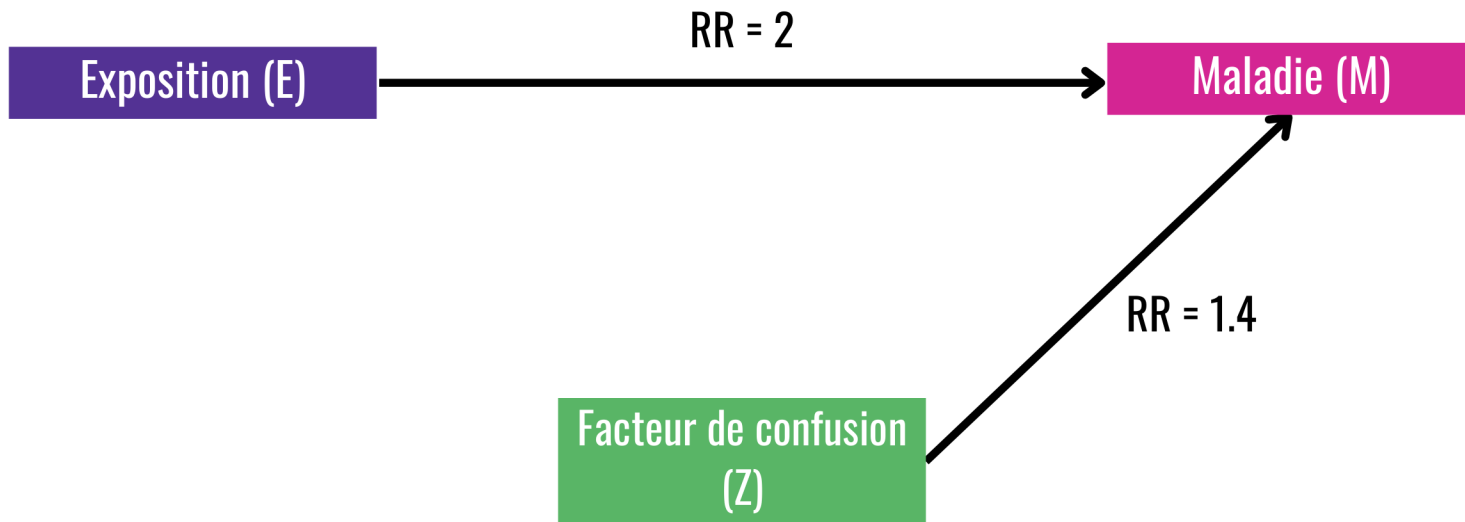 RR = 2
Exposition (E)
Maladie (M)
RR = 1.4
Facteur de confusion
(Z)